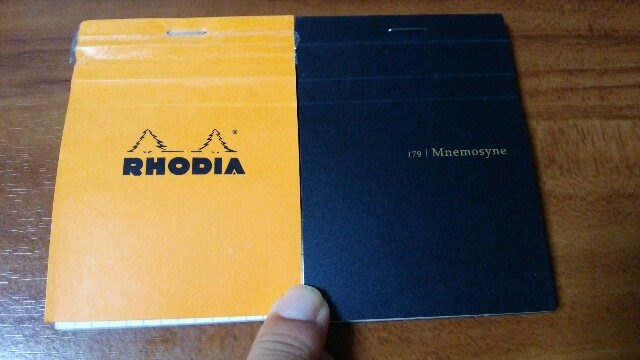 RHODIA
®
179 | Mnemosyne